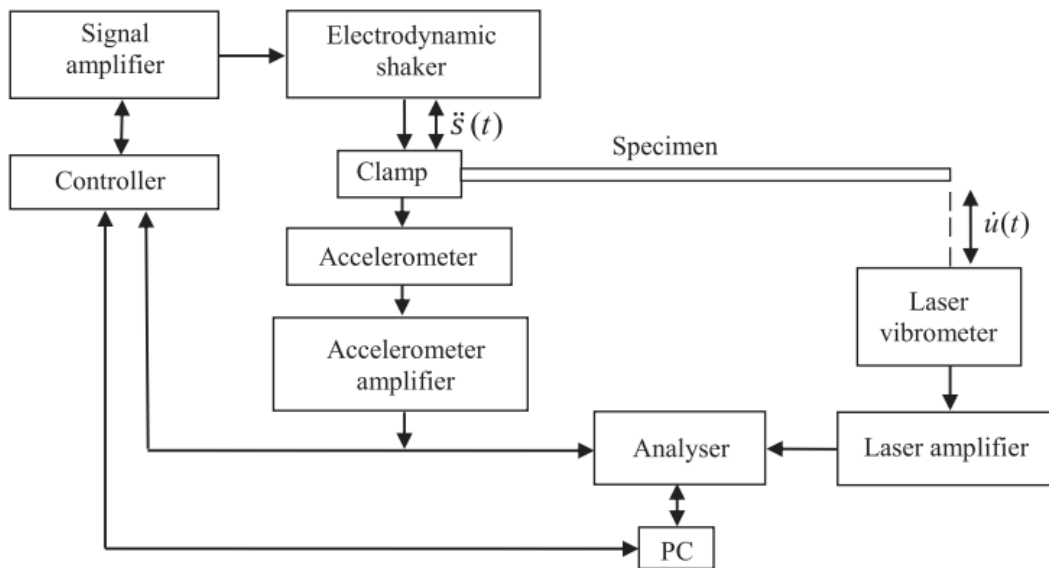 Signal
amplifier
Electrodynamic
shaker
s̈ (t)
Specimen
Controller
Clamp
u̇(t)
Accelerometer
Laser
vibrometer
Accelerometer
amplifier
Analyser
Laser amplifier
PC